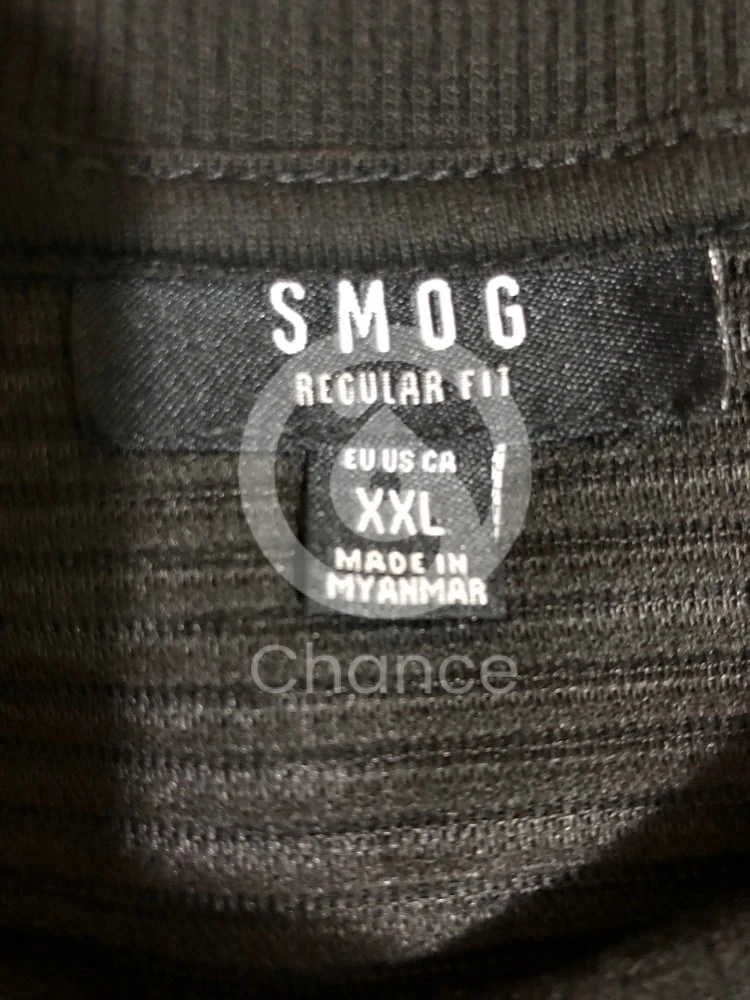 SMOG
REGULAR FIT
EU US CA
XXL
MADE IN
MYANMAR
Chance